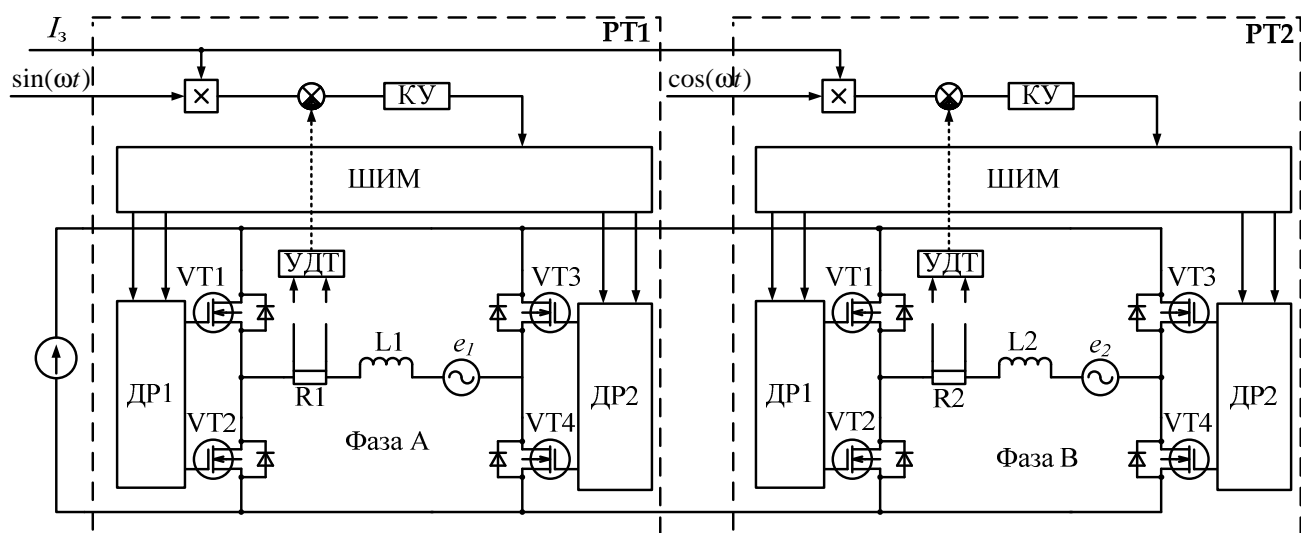 I₃ РТ1 РТ2
sin(ωt) × КУ cos(ωt) × КУ
ШИМ ШИМ
УДТ УДТ
VT1 VT3 VT1 VT3
L1 e₁ L2 e₂
ДР1 R1 ДР2 ДР1 R2 ДР2
VT2 VT4 VT2 VT4
Фаза А Фаза В